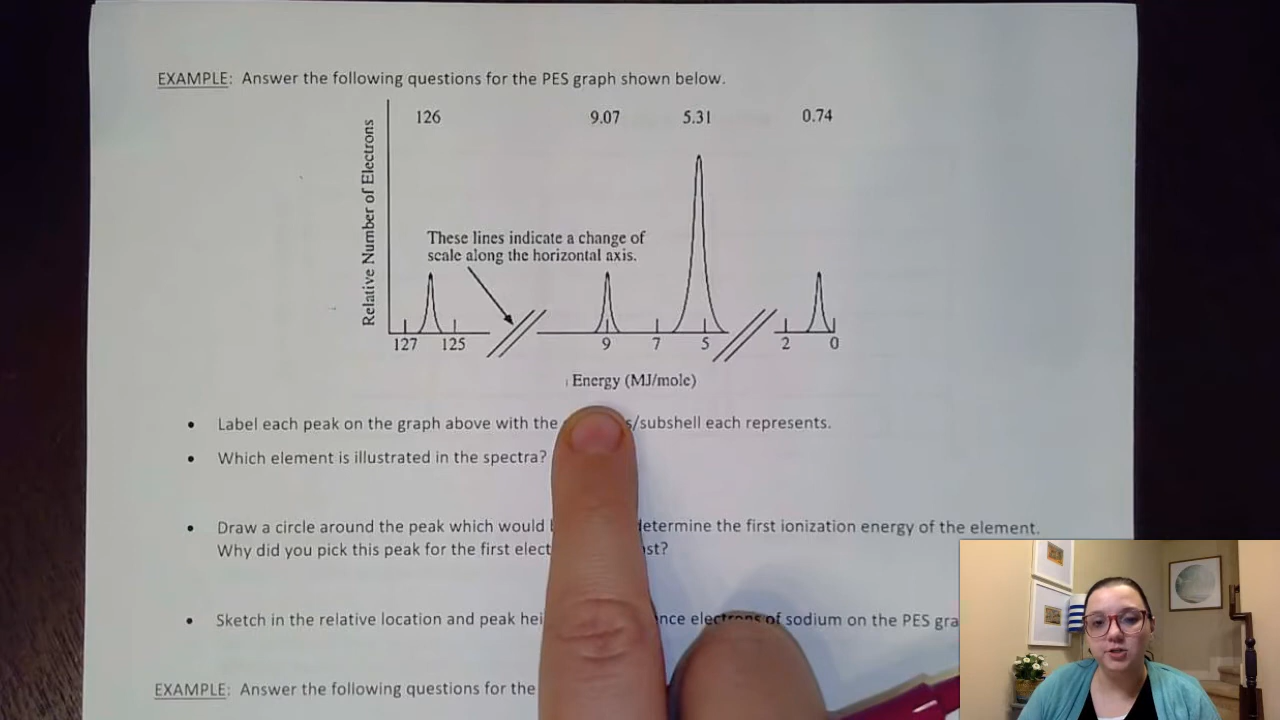 EXAMPLE: Answer the following questions for the PES graph shown below.
126 9.07 5.31 0.74
Relative Number of Electrons
These lines indicate a change of
scale along the horizontal axis.
127 125 9 7 5 2 0
Energy (MJ/mole)
• Label each peak on the graph above with the /subshell each represents.
• Which element is illustrated in the spectra?
• Draw a circle around the peak which would determine the first ionization energy of the element.
Why did you pick this peak for the first
• Sketch in the relative location and peak electrons of sodium on the PES
EXAMPLE: Answer the following questions for the